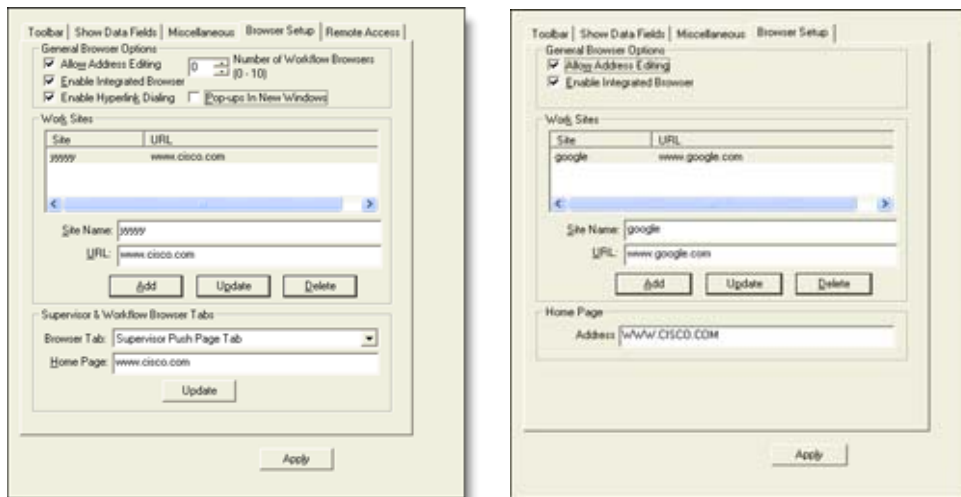 Toolbar | Show Data Fields | Miscellaneous | Browser Setup | Remote Access
General Browser Options
Allow Address Editing
0
Number of Workflow Browsers
(0 - 10)
Enable Integrated Browser
Enable Hyperlink Dialing
Pop-ups In New Windows
Work Sites
Site URL
yyyyy www.cisco.com
Site Name: yyyyy
URL: www.cisco.com
Add Update Delete
Supervisor & Workflow Browser Tabs
Browser Tab: Supervisor Push Page Tab
Home Page: www.cisco.com
Update
Apply
Toolbar | Show Data Fields | Miscellaneous | Browser Setup
General Browser Options
Allow Address Editing
Enable Integrated Browser
Work Sites
Site URL
google www.google.com
Site Name: google
URL: www.google.com
Add Update Delete
Home Page
Address WWW.CISCO.COM
Apply